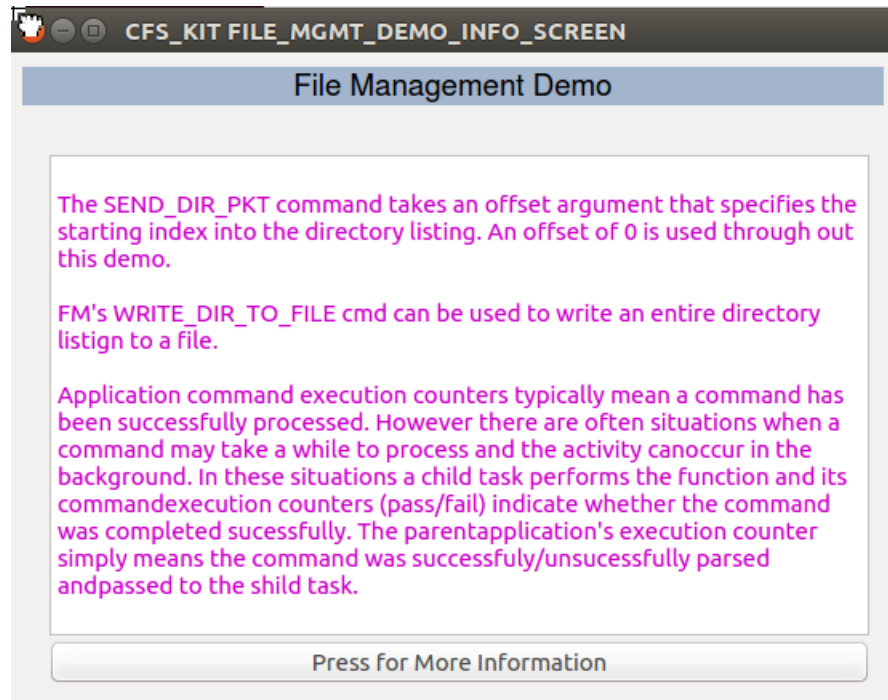 CFS_KIT FILE_MGMT_DEMO_INFO_SCREEN
File Management Demo
The SEND_DIR_PKT command takes an offset argument that specifies the
starting index into the directory listing. An offset of 0 is used through out
this demo.
FM's WRITE_DIR_TO_FILE cmd can be used to write an entire directory
listign to a file.
Application command execution counters typically mean a command has
been successfully processed. However there are often situations when a
command may take a while to process and the activity canoccur in the
background. In these situations a child task performs the function and its
commandexecution counters (pass/fail) indicate whether the command
was completed sucessfully. The parentapplication's execution counter
simply means the command was successfuly/unsucessfully parsed
andpassed to the shild task.
Press for More Information